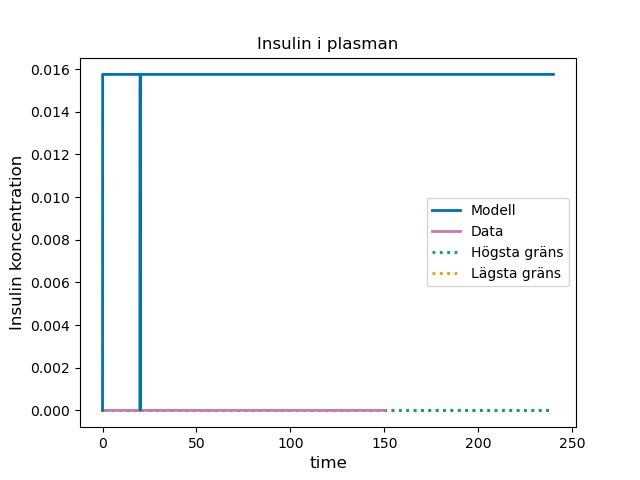 Insulin i plasman
Insulin koncentration
0.016
0.014
0.012
0.010
0.008
0.006
0.004
0.002
0.000
Modell
Data
Högsta gräns
Lägsta gräns
0
50
100
150
200
250
time